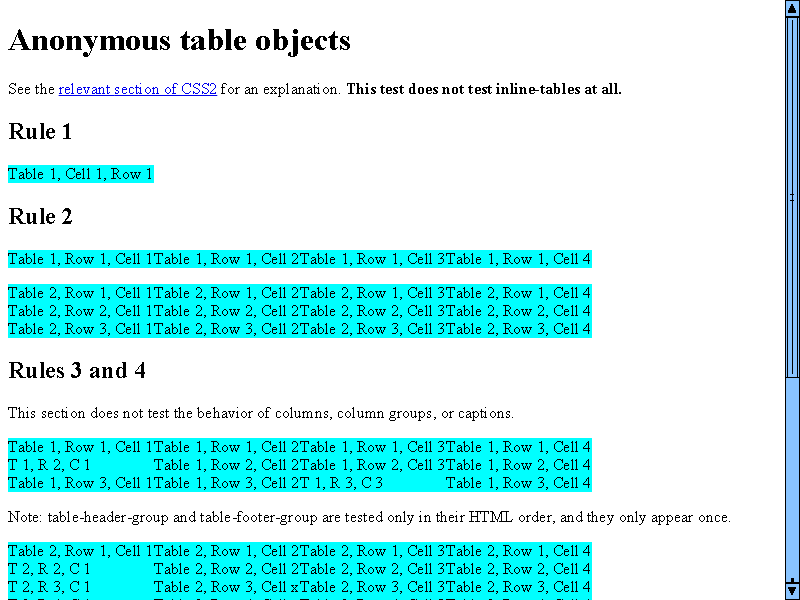 Anonymous table objects
See the relevant section of CSS2 for an explanation. This test does not test inline-tables at all.
Rule 1
Table 1, Cell 1, Row 1
Rule 2
Table 1, Row 1, Cell 1Table 1, Row 1, Cell 2Table 1, Row 1, Cell 3Table 1, Row 1, Cell 4
Table 2, Row 1, Cell 1Table 2, Row 1, Cell 2Table 2, Row 1, Cell 3Table 2, Row 1, Cell 4
Table 2, Row 2, Cell 1Table 2, Row 2, Cell 2Table 2, Row 2, Cell 3Table 2, Row 2, Cell 4
Table 2, Row 3, Cell 1Table 2, Row 3, Cell 2Table 2, Row 3, Cell 3Table 2, Row 3, Cell 4
Rules 3 and 4
This section does not test the behavior of columns, column groups, or captions.
Table 1, Row 1, Cell 1Table 1, Row 1, Cell 2Table 1, Row 1, Cell 3Table 1, Row 1, Cell 4
T 1, R 2, C 1 Table 1, Row 2, Cell 2Table 1, Row 2, Cell 3Table 1, Row 2, Cell 4
Table 1, Row 3, Cell 1Table 1, Row 3, Cell 2T 1, R 3, C 3 Table 1, Row 3, Cell 4
Note: table-header-group and table-footer-group are tested only in their HTML order, and they only appear once.
Table 2, Row 1, Cell 1Table 2, Row 1, Cell 2Table 2, Row 1, Cell 3Table 2, Row 1, Cell 4
T 2, R 2, C 1 Table 2, Row 2, Cell 2Table 2, Row 2, Cell 3Table 2, Row 2, Cell 4
T 2, R 3, C 1 Table 2, Row 3, Cell xTable 2, Row 3, Cell 3Table 2, Row 3, Cell 4